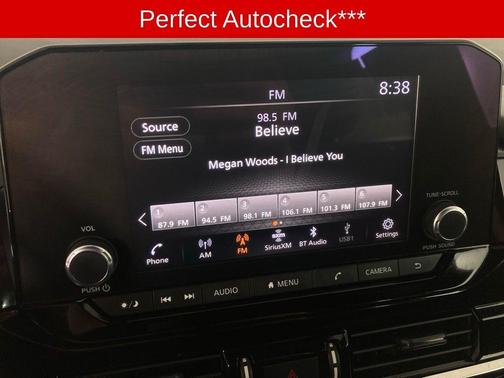 Perfect Autocheck***
FM
8:38
98.5 FM
Believe
Source
FM Menu
Megan Woods - I Believe You
1 2 3 4 5 6
87.9 FM 94.5 FM 98.1 FM 106.1 FM 101.3 FM 107.9 FM
VOL
TUNE·SCROLL
Phone AM FM SiriusXM BT Audio USB1 Settings
PUSH
PUSH SOUND
AUDIO MENU CAMERA